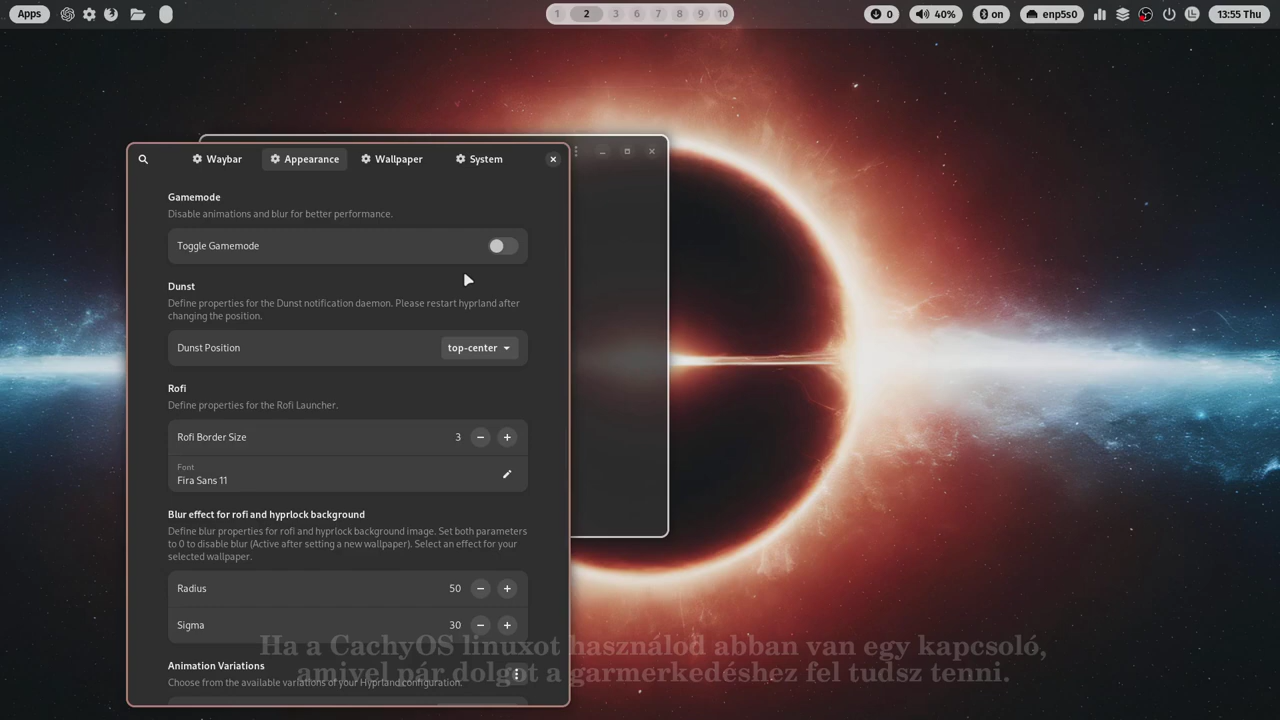 Apps
1 2 3 6 7 8 9 10
0
40%
on
enp5s0
13:55 Thu
Waybar
Appearance
Wallpaper
System
Gamemode
Disable animations and blur for better performance.
Toggle Gamemode
Dunst
Define properties for the Dunst notification daemon. Please restart hyprland after
changing the position.
Dunst Position
top-center
Rofi
Define properties for the Rofi Launcher.
Rofi Border Size
3
Font
Fira Sans 11
Blur effect for rofi and hyprlock background
Define blur properties for rofi and hyprlock background image. Set both parameters
to 0 to disable blur (Active after setting a new wallpaper). Select an effect for your
selected wallpaper.
Radius
50
Sigma
30
Animation Variations
Choose from the available variations of your Hyprland configuration.
Ha a CachyOS linuxot használod abban van egy kapcsoló,
amivel pár dolgot a garmerkedéshez fel tudsz tenni.